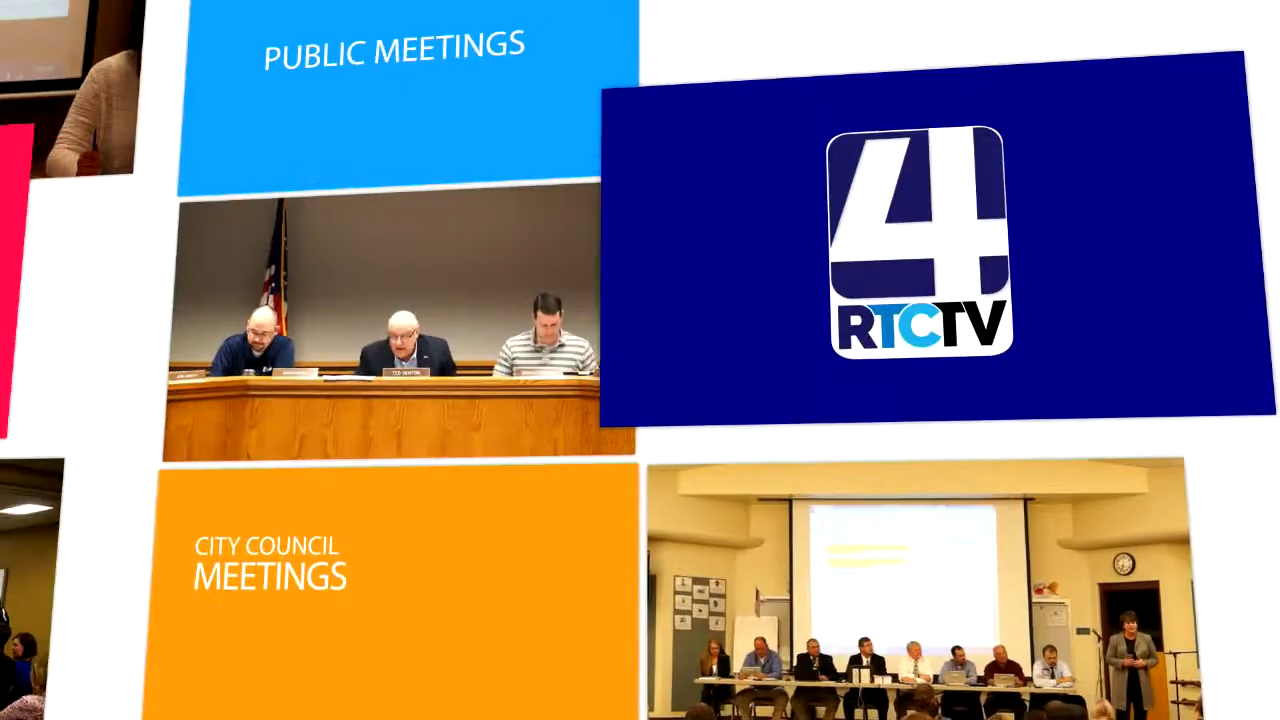 PUBLIC MEETINGS
4
RTCTV
TED DENTON
CITY COUNCIL
MEETINGS